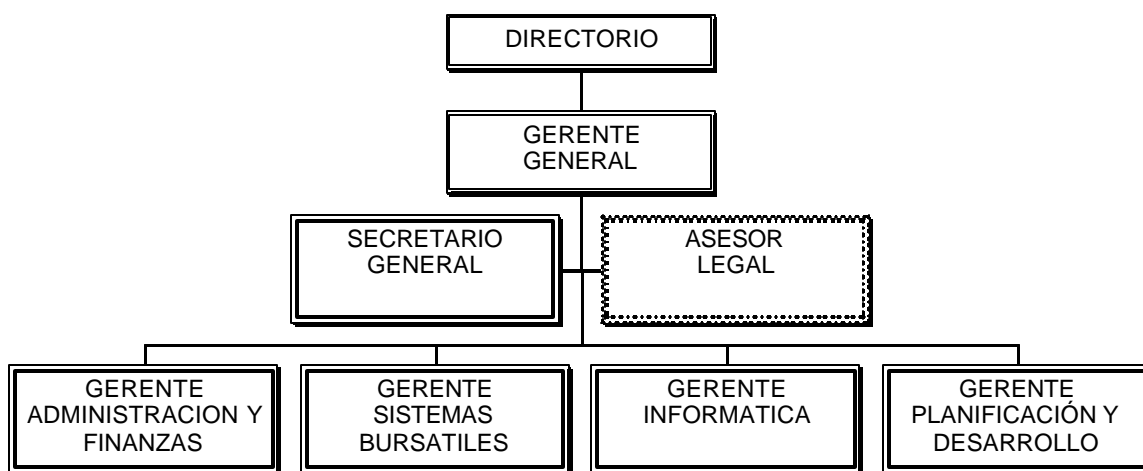 DIRECTORIO
GERENTE
GENERAL
SECRETARIO
GENERAL
ASESOR
LEGAL
GERENTE
ADMINISTRACION Y
FINANZAS
GERENTE
SISTEMAS
BURSATILES
GERENTE
INFORMATICA
GERENTE
PLANIFICACIÓN Y
DESARROLLO